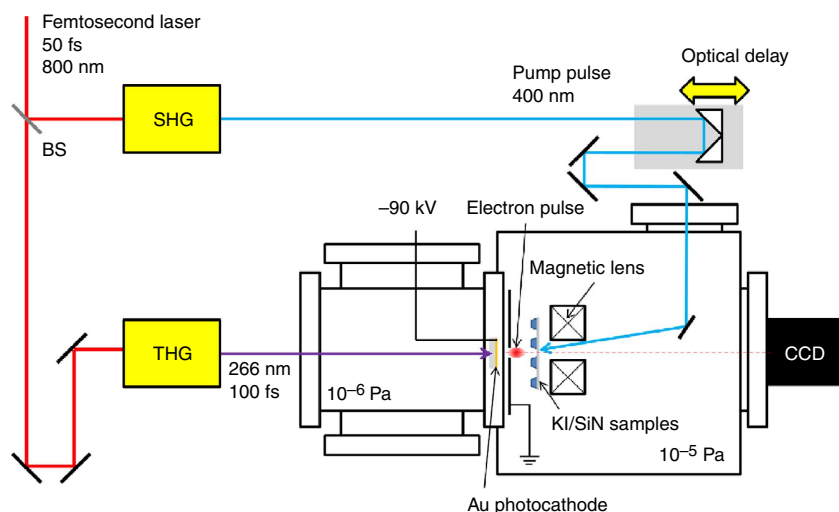 Femtosecond laser
50 fs
800 nm
Optical delay
Pump pulse
400 nm
SHG
BS
–90 kV
Electron pulse
Magnetic lens
THG
CCD
266 nm
100 fs
10⁻⁶ Pa
KI/SiN samples
10⁻⁵ Pa
Au photocathode